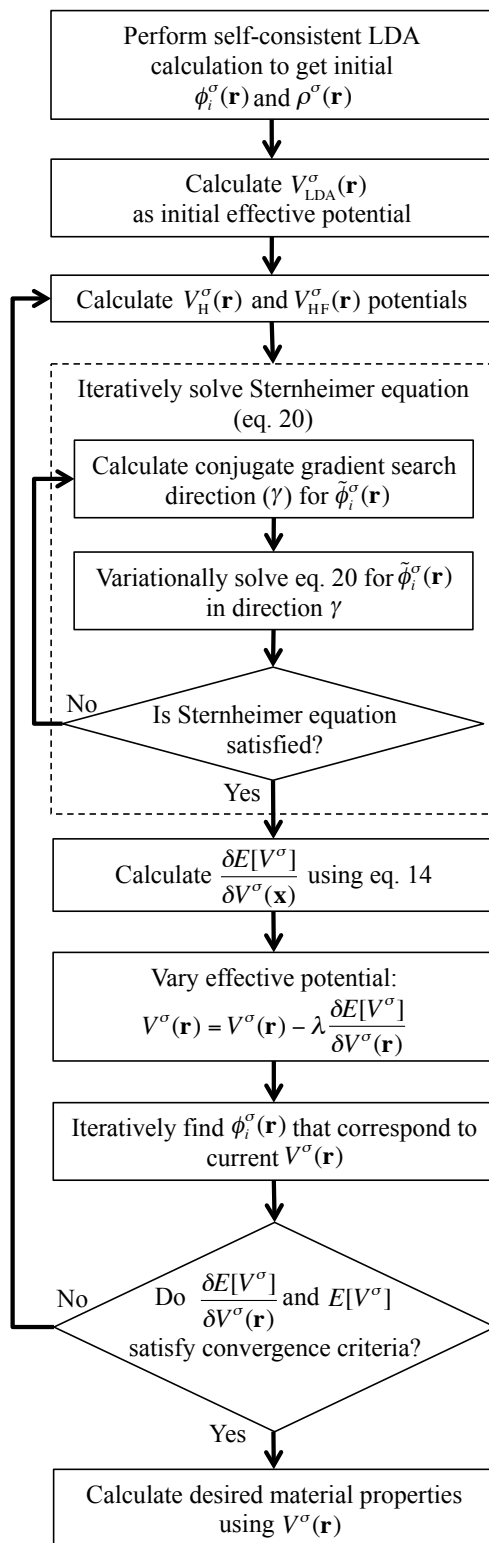 Perform self-consistent LDA
calculation to get initial
ϕᵢ^σ(𝐫) and ρ^σ(𝐫)
Calculate V_LDA^σ(𝐫)
as initial effective potential
Calculate V_H^σ(𝐫) and V_HF^σ(𝐫) potentials
Iteratively solve Sternheimer equation
(eq. 20)
Calculate conjugate gradient search
direction (γ) for ϕ̃ᵢ^σ(𝐫)
Variationally solve eq. 20 for ϕ̃ᵢ^σ(𝐫)
in direction γ
No
Is Sternheimer equation
satisfied?
Yes
Calculate δE[V^σ]/δV^σ(𝐱) using eq. 14
Vary effective potential:
V^σ(𝐫) = V^σ(𝐫) − λ δE[V^σ]/δV^σ(𝐫)
Iteratively find ϕᵢ^σ(𝐫) that correspond to
current V^σ(𝐫)
No
Do δE[V^σ]/δV^σ(𝐫) and E[V^σ]
satisfy convergence criteria?
Yes
Calculate desired material properties
using V^σ(𝐫)